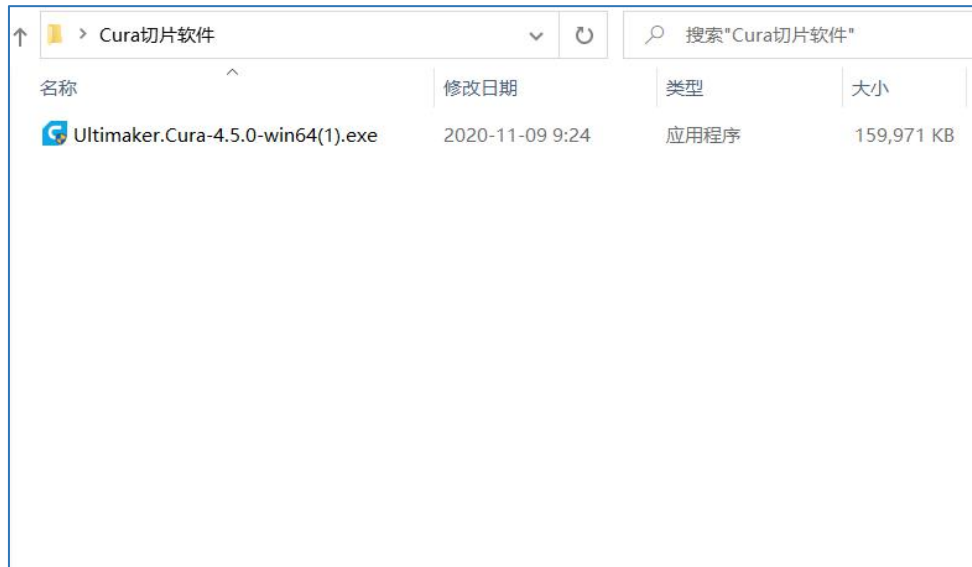 Cura切片软件 搜索"Cura切片软件"
名称 修改日期 类型 大小
Ultimaker.Cura-4.5.0-win64(1).exe 2020-11-09 9:24 应用程序 159,971 KB